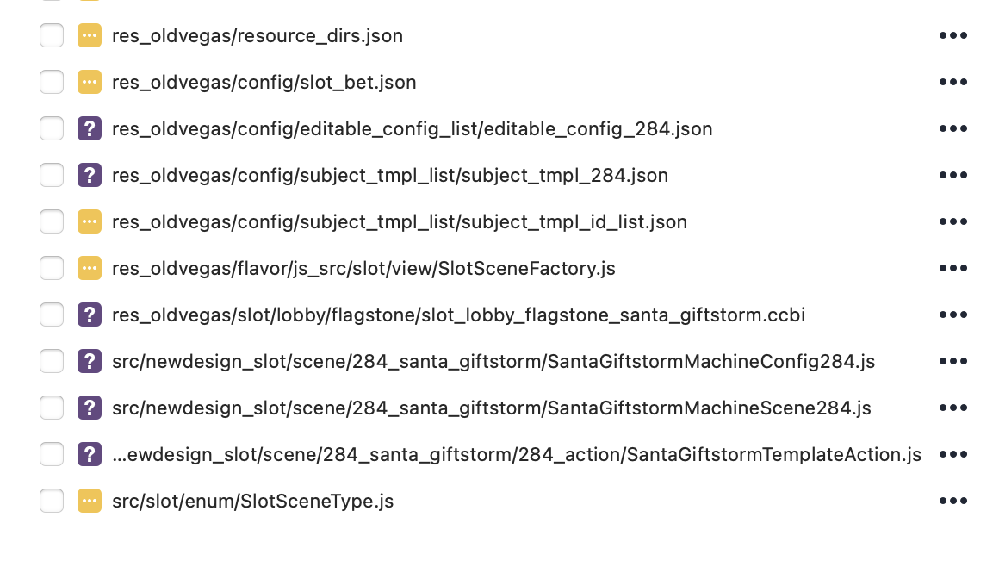 res_oldvegas/resource_dirs.json
res_oldvegas/config/slot_bet.json
? res_oldvegas/config/editable_config_list/editable_config_284.json
? res_oldvegas/config/subject_tmpl_list/subject_tmpl_284.json
res_oldvegas/config/subject_tmpl_list/subject_tmpl_id_list.json
res_oldvegas/flavor/js_src/slot/view/SlotSceneFactory.js
? res_oldvegas/slot/lobby/flagstone/slot_lobby_flagstone_santa_giftstorm.ccbi
? src/newdesign_slot/scene/284_santa_giftstorm/SantaGiftstormMachineConfig284.js
? src/newdesign_slot/scene/284_santa_giftstorm/SantaGiftstormMachineScene284.js
? …ewdesign_slot/scene/284_santa_giftstorm/284_action/SantaGiftstormTemplateAction.js
src/slot/enum/SlotSceneType.js